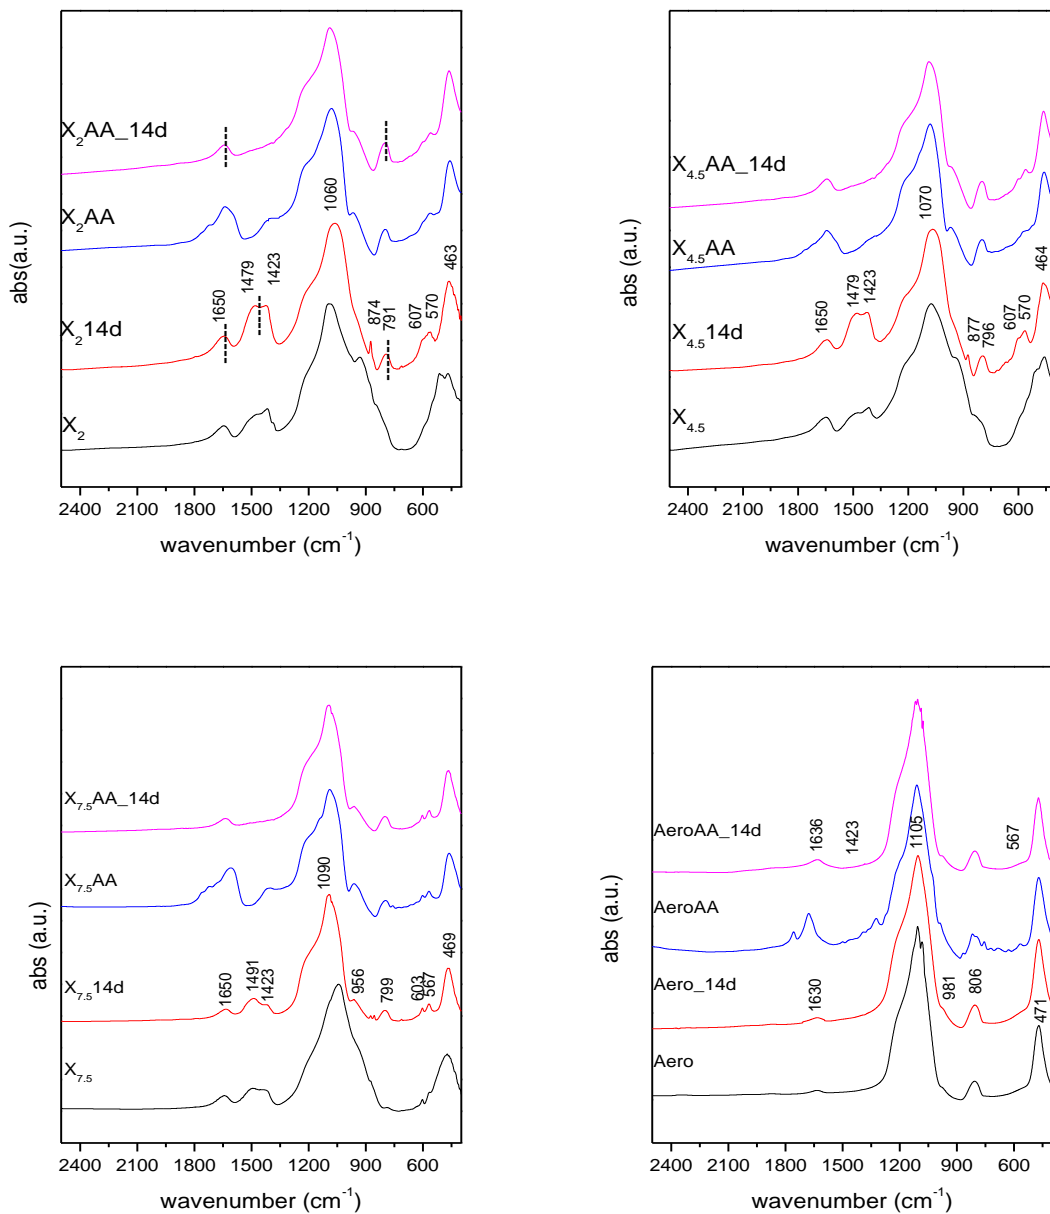 abs(a.u.)
X2AA_14d
X2AA
X214d
X2
1650
1479
1423
1060
874
791
607
570
463
2400 2100 1800 1500 1200 900 600
wavenumber (cm-1)
abs (a.u.)
X4.5AA_14d
X4.5AA
X4.514d
X4.5
1650
1479
1423
1070
877
796
607
570
464
2400 2100 1800 1500 1200 900 600
wavenumber (cm-1)
abs (a.u.)
X7.5AA_14d
X7.5AA
X7.514d
X7.5
1650
1491
1423
1090
956
799
603
567
469
2400 2100 1800 1500 1200 900 600
wavenumber (cm-1)
abs (a.u.)
AeroAA_14d
AeroAA
Aero_14d
Aero
1636
1423
1105
567
1630
981
806
471
2400 2100 1800 1500 1200 900 600
wavenumber (cm-1)